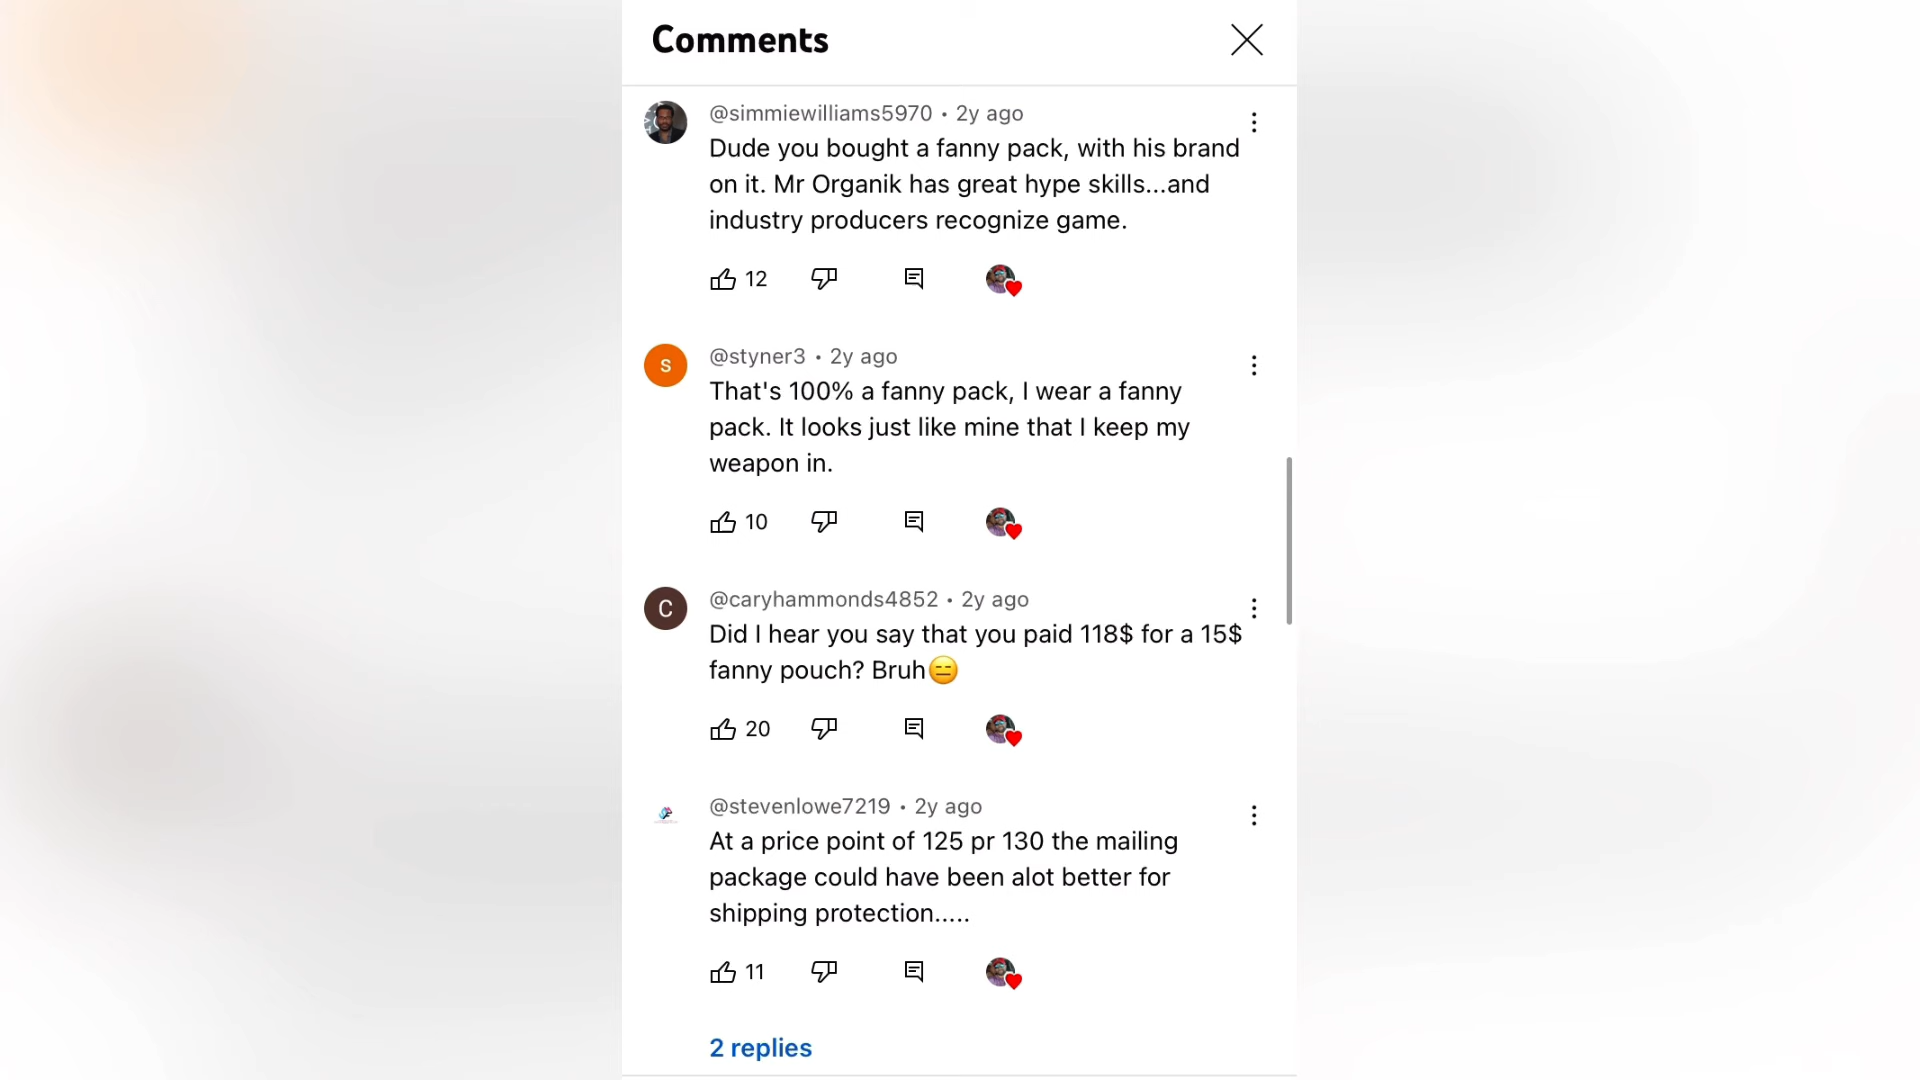 Comments
@simmiewilliams5970 • 2y ago
Dude you bought a fanny pack, with his brand
on it. Mr Organik has great hype skills...and
industry producers recognize game.
12
S
@styner3 • 2y ago
That's 100% a fanny pack, I wear a fanny
pack. It looks just like mine that I keep my
weapon in.
10
C
@caryhammonds4852 • 2y ago
Did I hear you say that you paid 118$ for a 15$
fanny pouch? Bruh😑
20
@stevenlowe7219 • 2y ago
At a price point of 125 pr 130 the mailing
package could have been alot better for
shipping protection.....
11
2 replies